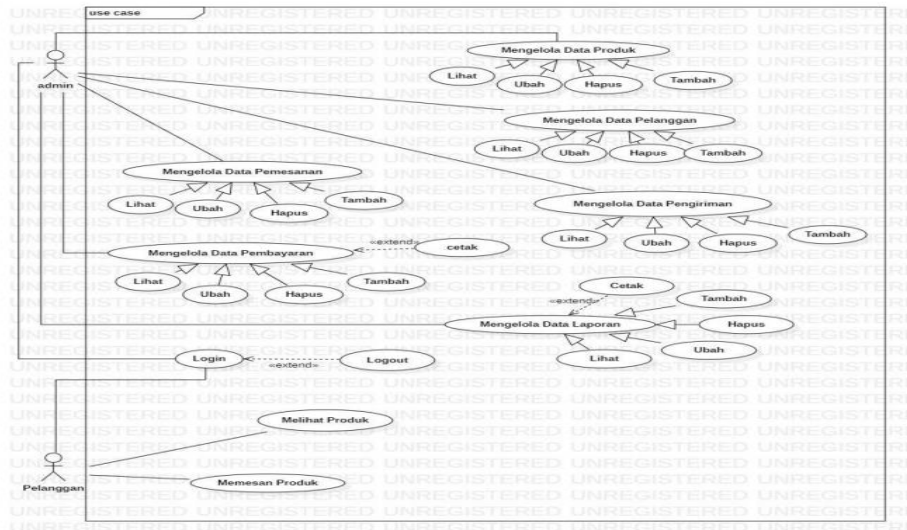 use case
admin
Mengelola Data Produk
Lihat
Ubah
Hapus
Tambah
Mengelola Data Pelanggan
Lihat
Ubah
Hapus
Tambah
Mengelola Data Pemesanan
Lihat
Ubah
Hapus
Tambah
Mengelola Data Pengiriman
Lihat
Ubah
Hapus
Tambah
Mengelola Data Pembayaran
«extend»
cetak
Lihat
Ubah
Hapus
Tambah
Cetak
«extend»
Mengelola Data Laporan
Tambah
Hapus
Ubah
Lihat
Login
«extend»
Logout
Melihat Produk
Memesan Produk
Pelanggan
UNREGISTERED